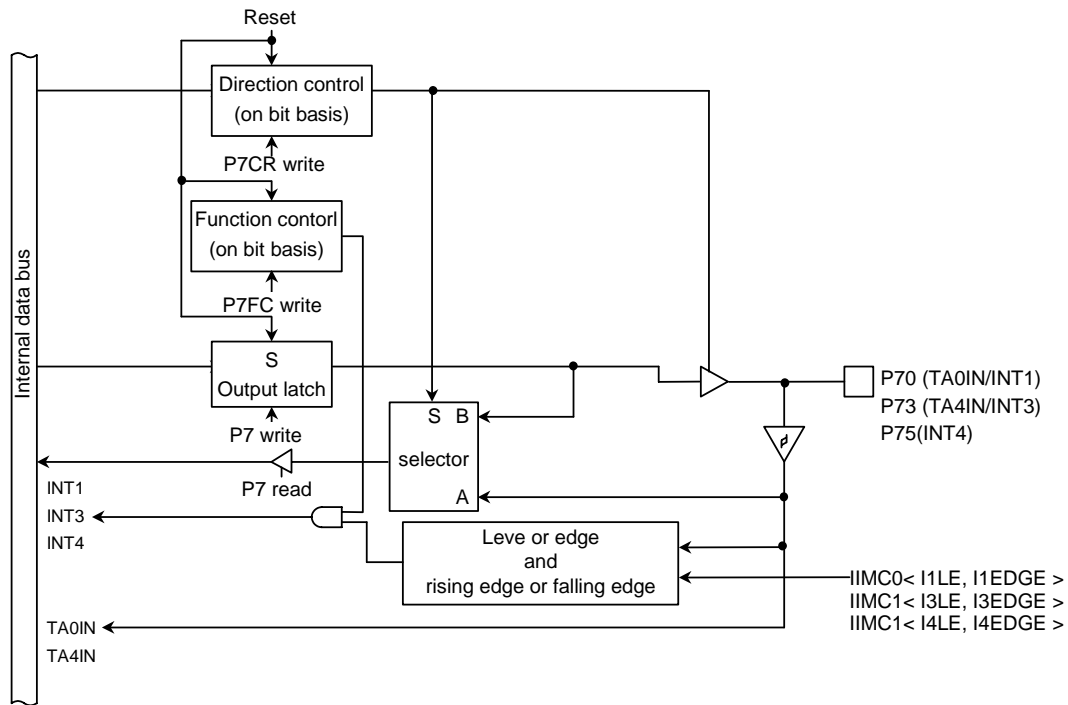 Reset
Direction control
(on bit basis)
P7CR write
Function contorl
(on bit basis)
P7FC write
Internal data bus
S
Output latch
P7 write
S B
selector
A
P7 read
P70 (TA0IN/INT1)
P73 (TA4IN/INT3)
P75(INT4)
INT1
INT3
INT4
Leve or edge
and
rising edge or falling edge
IIMC0< I1LE, I1EDGE >
IIMC1< I3LE, I3EDGE >
IIMC1< I4LE, I4EDGE >
TA0IN
TA4IN